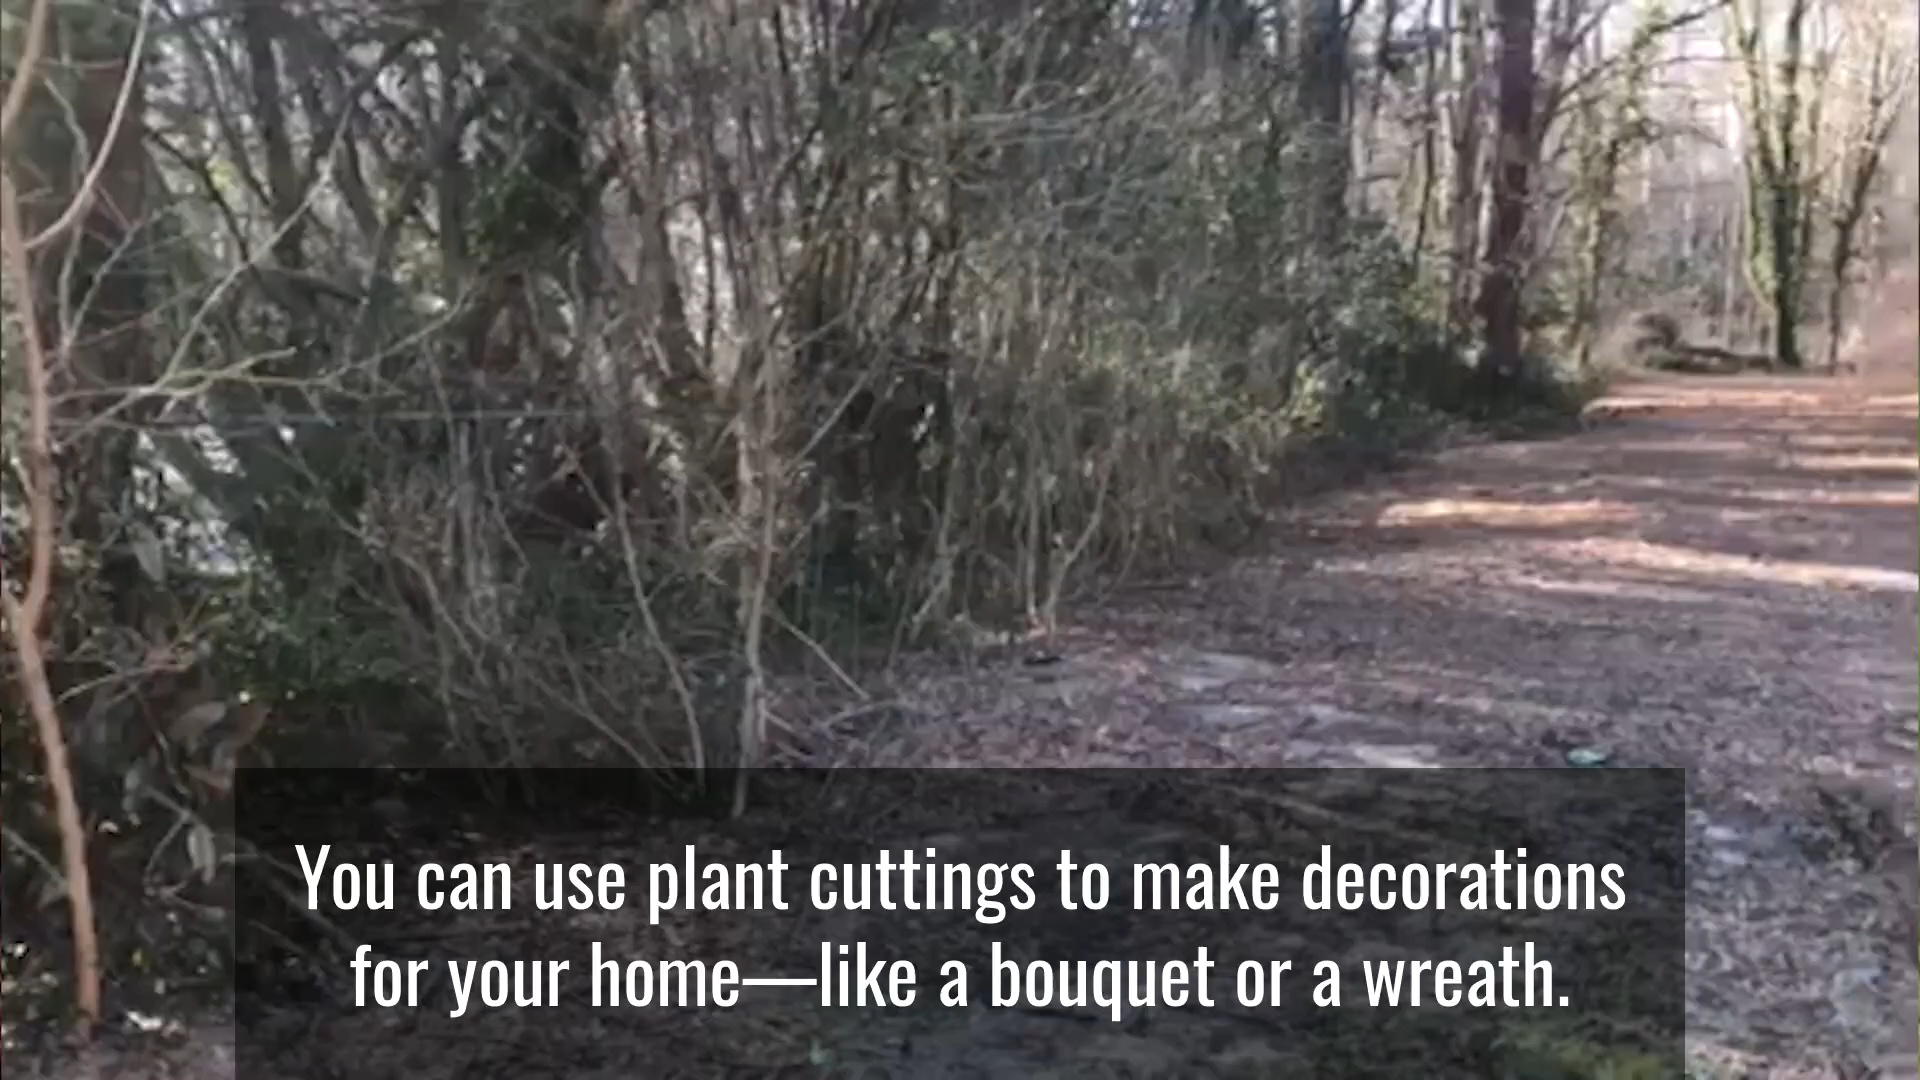 You can use plant cuttings to make decorations
for your home—like a bouquet or a wreath.